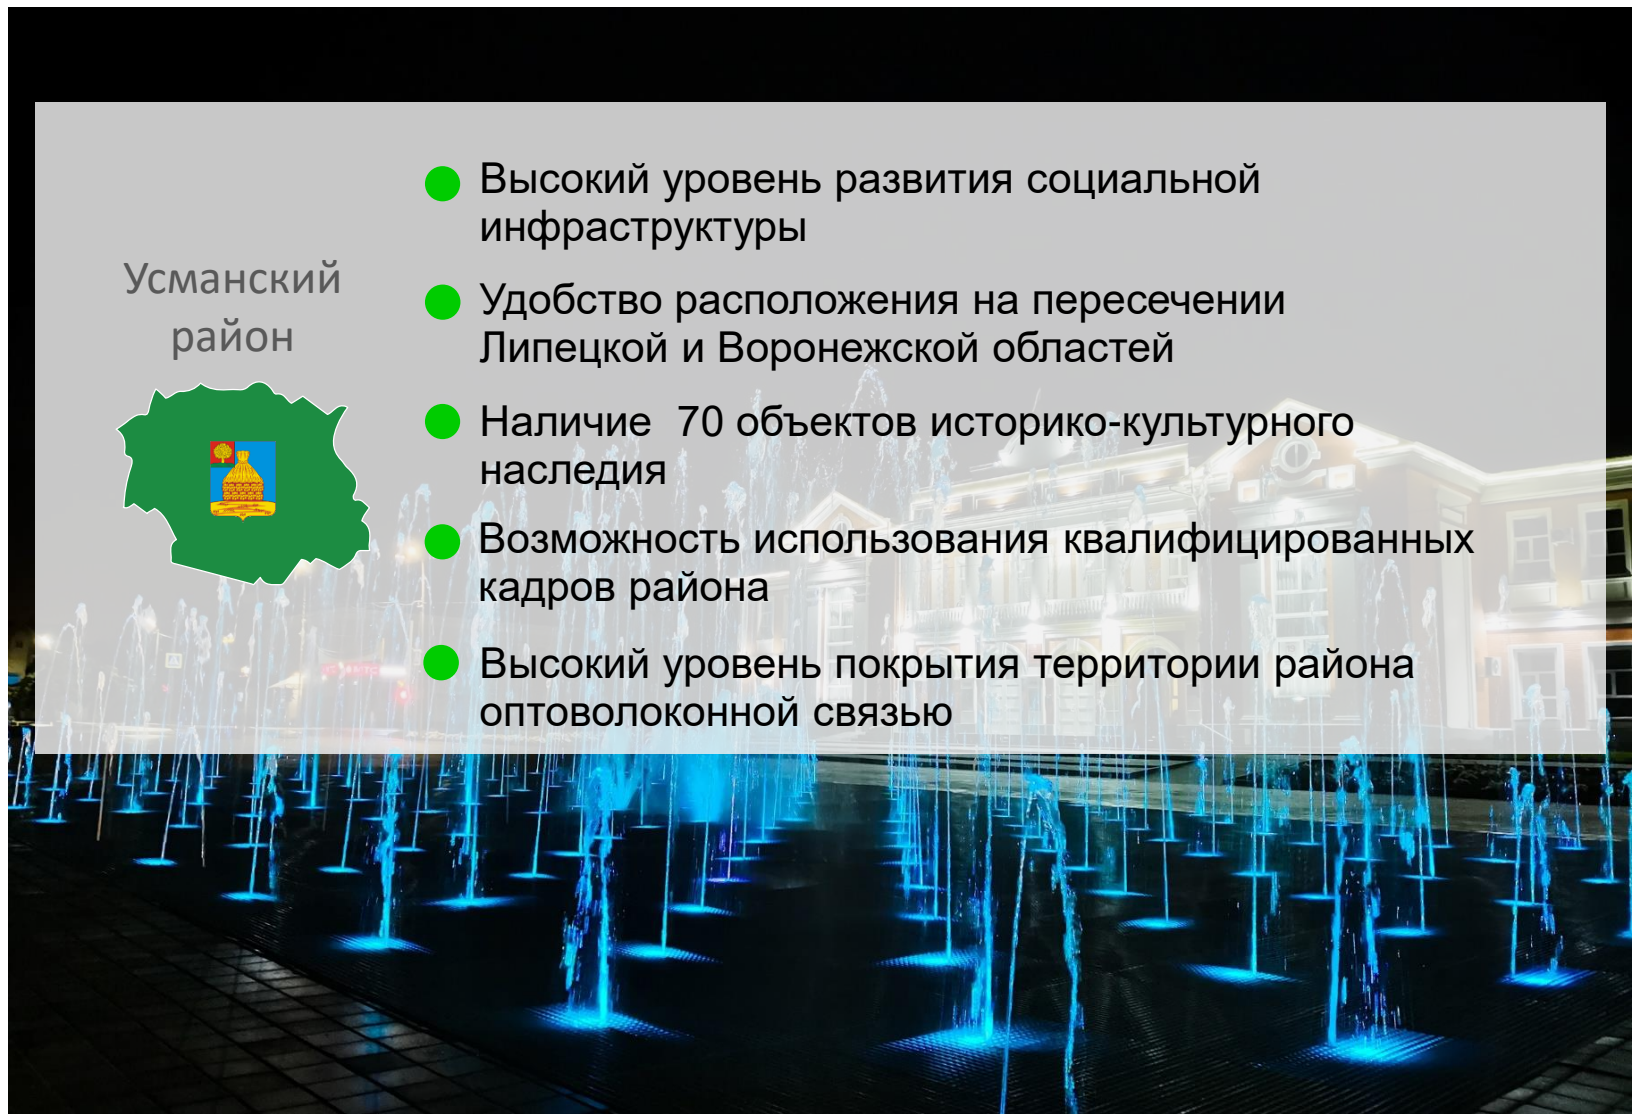 Усманский
район
Высокий уровень развития социальной
инфраструктуры
Удобство расположения на пересечении
Липецкой и Воронежской областей
Наличие  70 объектов историко-культурного
наследия
Возможность использования квалифицированных
кадров района
Высокий уровень покрытия территории района
оптоволоконной связью